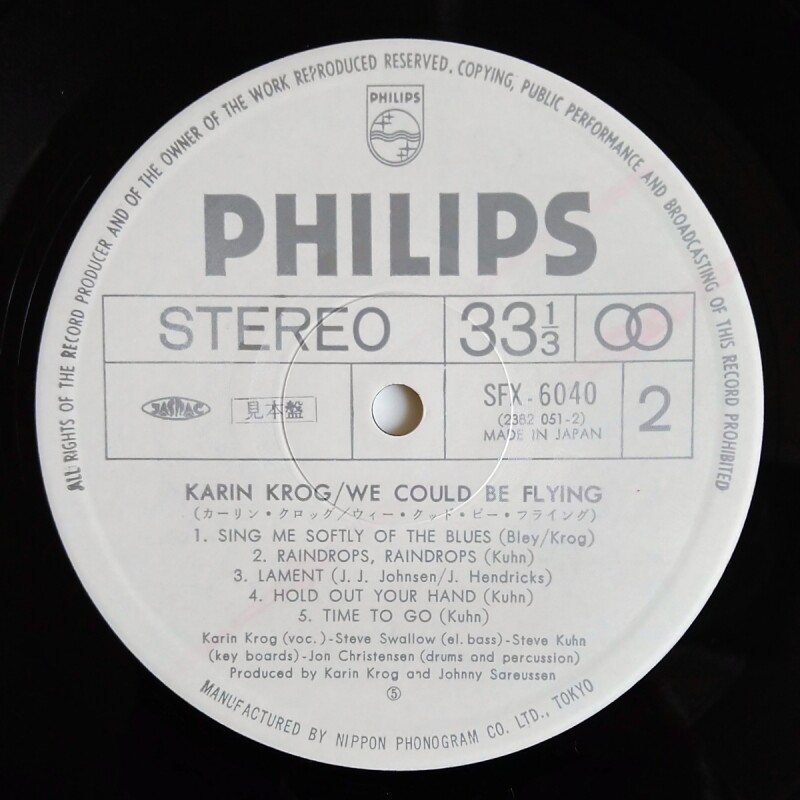 ALL RIGHTS OF THE RECORD PRODUCER AND OF THE OWNER OF THE WORK REPRODUCED RESERVED. COPYING, PUBLIC PERFORMANCE AND BROADCASTING OF THIS RECORD PROHIBITED
PHILIPS
PHILIPS
STEREO 33 1/3
JASRAC 見本盤 SFX-6040 2
(2382 051-2)
MADE IN JAPAN
KARIN KROG/WE COULD BE FLYING
(カーリン・クロッグ/ウィー・クッド・ビー・フライング)
1. SING ME SOFTLY OF THE BLUES (Bley/Krog)
2. RAINDROPS, RAINDROPS (Kuhn)
3. LAMENT (J. J. Johnsen/J. Hendricks)
4. HOLD OUT YOUR HAND (Kuhn)
5. TIME TO GO (Kuhn)
Karin Krog (voc.)-Steve Swallow (el. bass)-Steve Kuhn
(key boards)-Jon Christensen (drums and percussion)
Produced by Karin Krog and Johnny Sareussen
⑤
MANUFACTURED BY NIPPON PHONOGRAM CO. LTD., TOKYO